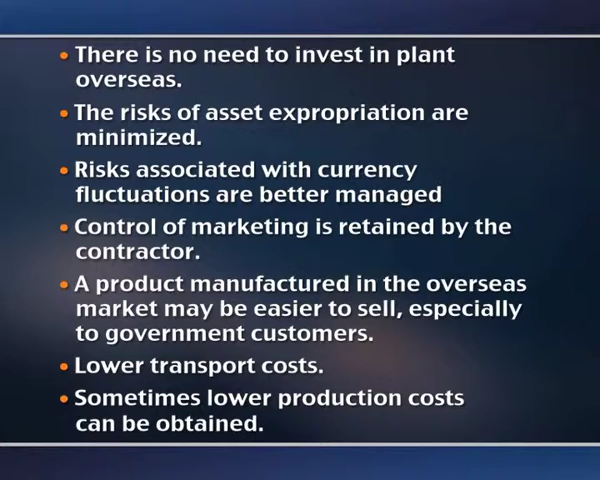 • There is no need to invest in plant
overseas.
• The risks of asset expropriation are
minimized.
• Risks associated with currency
fluctuations are better managed
• Control of marketing is retained by the
contractor.
• A product manufactured in the overseas
market may be easier to sell, especially
to government customers.
• Lower transport costs.
• Sometimes lower production costs
can be obtained.